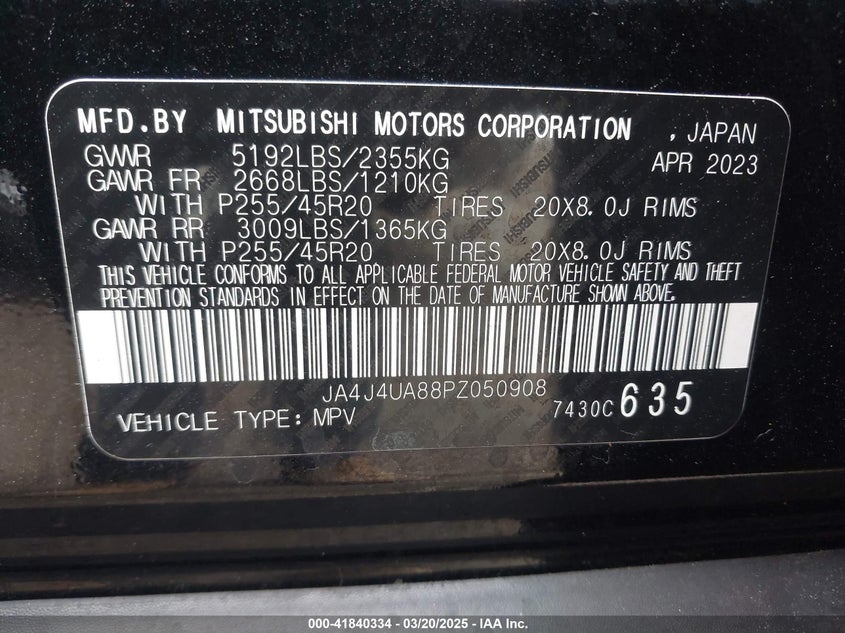 MFD.BY MITSUBISHI MOTORS CORPORATION , JAPAN
GVWR 5192LBS/2355KG APR 2023
GAWR FR 2668LBS/1210KG
WITH P255/45R20 TIRES 20X8.0J RIMS
GAWR RR 3009LBS/1365KG
WITH P255/45R20 TIRES 20X8.0J RIMS
THIS VEHICLE CONFORMS TO ALL APPLICABLE FEDERAL MOTOR VEHICLE SAFETY AND THEFT
PREVENTION STANDARDS IN EFFECT ON THE DATE OF MANUFACTURE SHOWN ABOVE.
JA4J4UA88PZ050908
VEHICLE TYPE: MPV 7430C 635
000-41840334 / 03/20/2025 - IAA Inc.